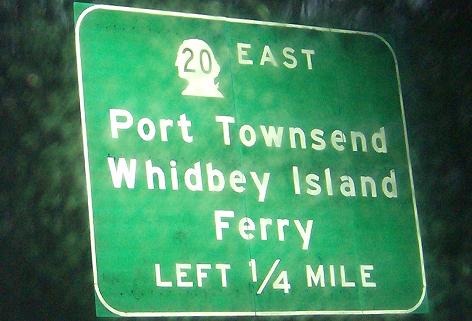 20 EAST
Port Townsend
Whidbey Island
Ferry
LEFT 1/4 MILE